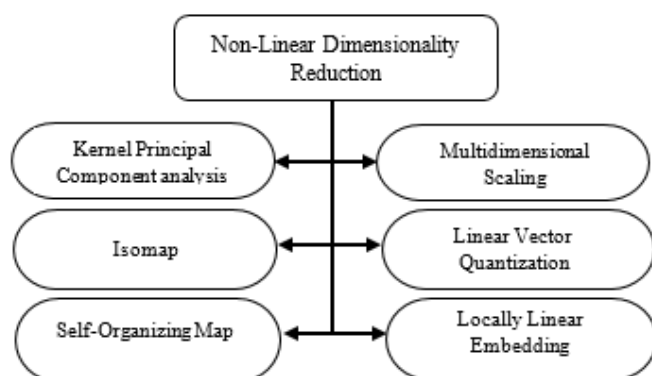 Non-Linear Dimensionality
Reduction
Kernel Principal
Component analysis
Multidimensional
Scaling
Isomap
Linear Vector
Quantization
Self-Organizing Map
Locally Linear
Embedding